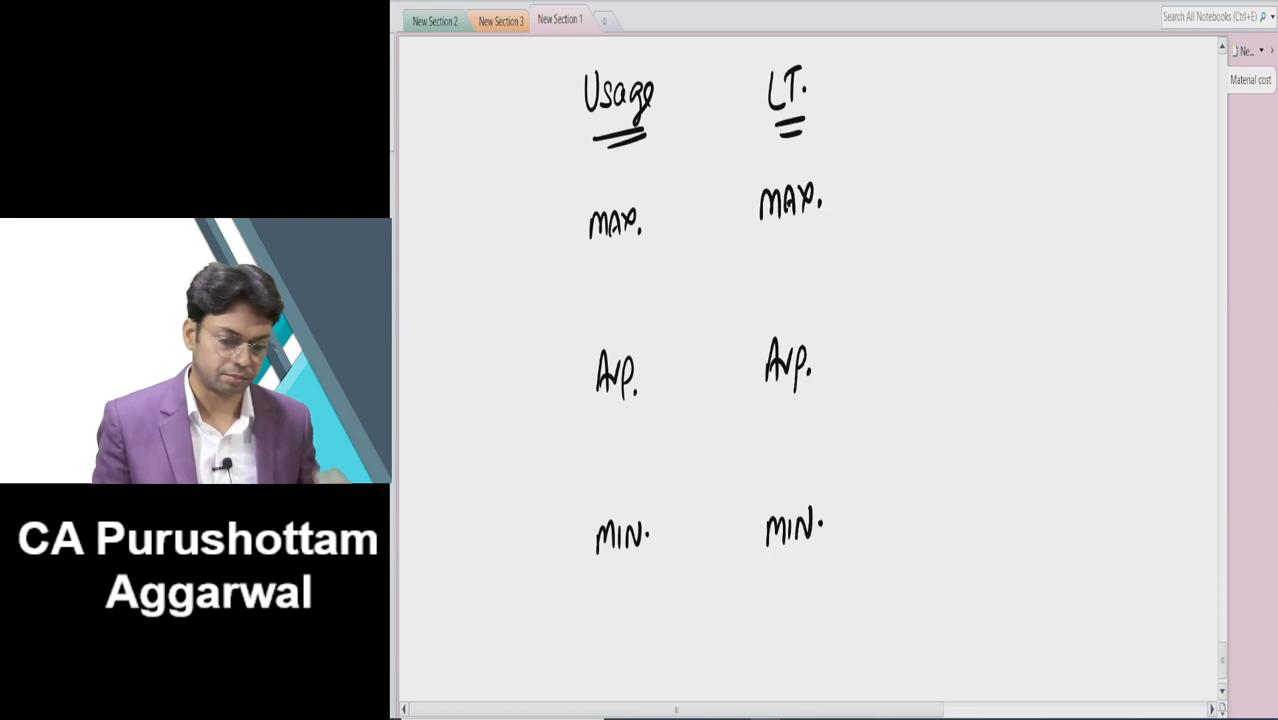 New Section 2 New Section 3 New Section 1
Search All Notebooks (Ctrl+E)
Ne...
Material cost
Usage LT.
MAX. MAX.
Avg. Avg.
MIN. MIN.
CA Purushottam
Aggarwal